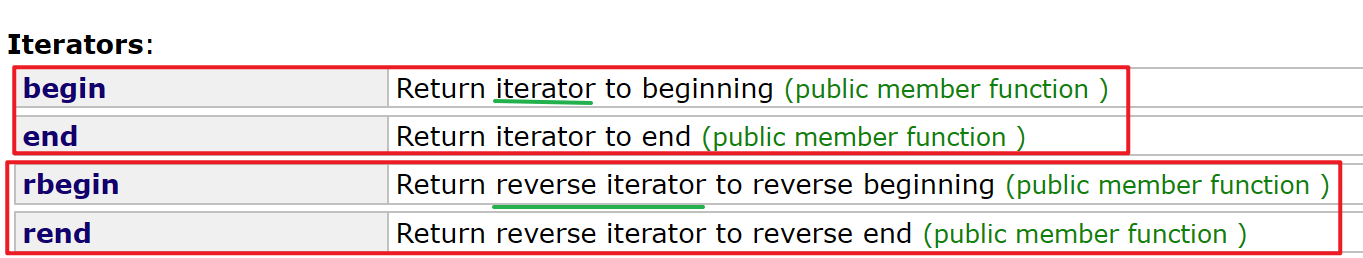 Iterators:
begin Return iterator to beginning (public member function )
end Return iterator to end (public member function )
rbegin Return reverse iterator to reverse beginning (public member function )
rend Return reverse iterator to reverse end (public member function )